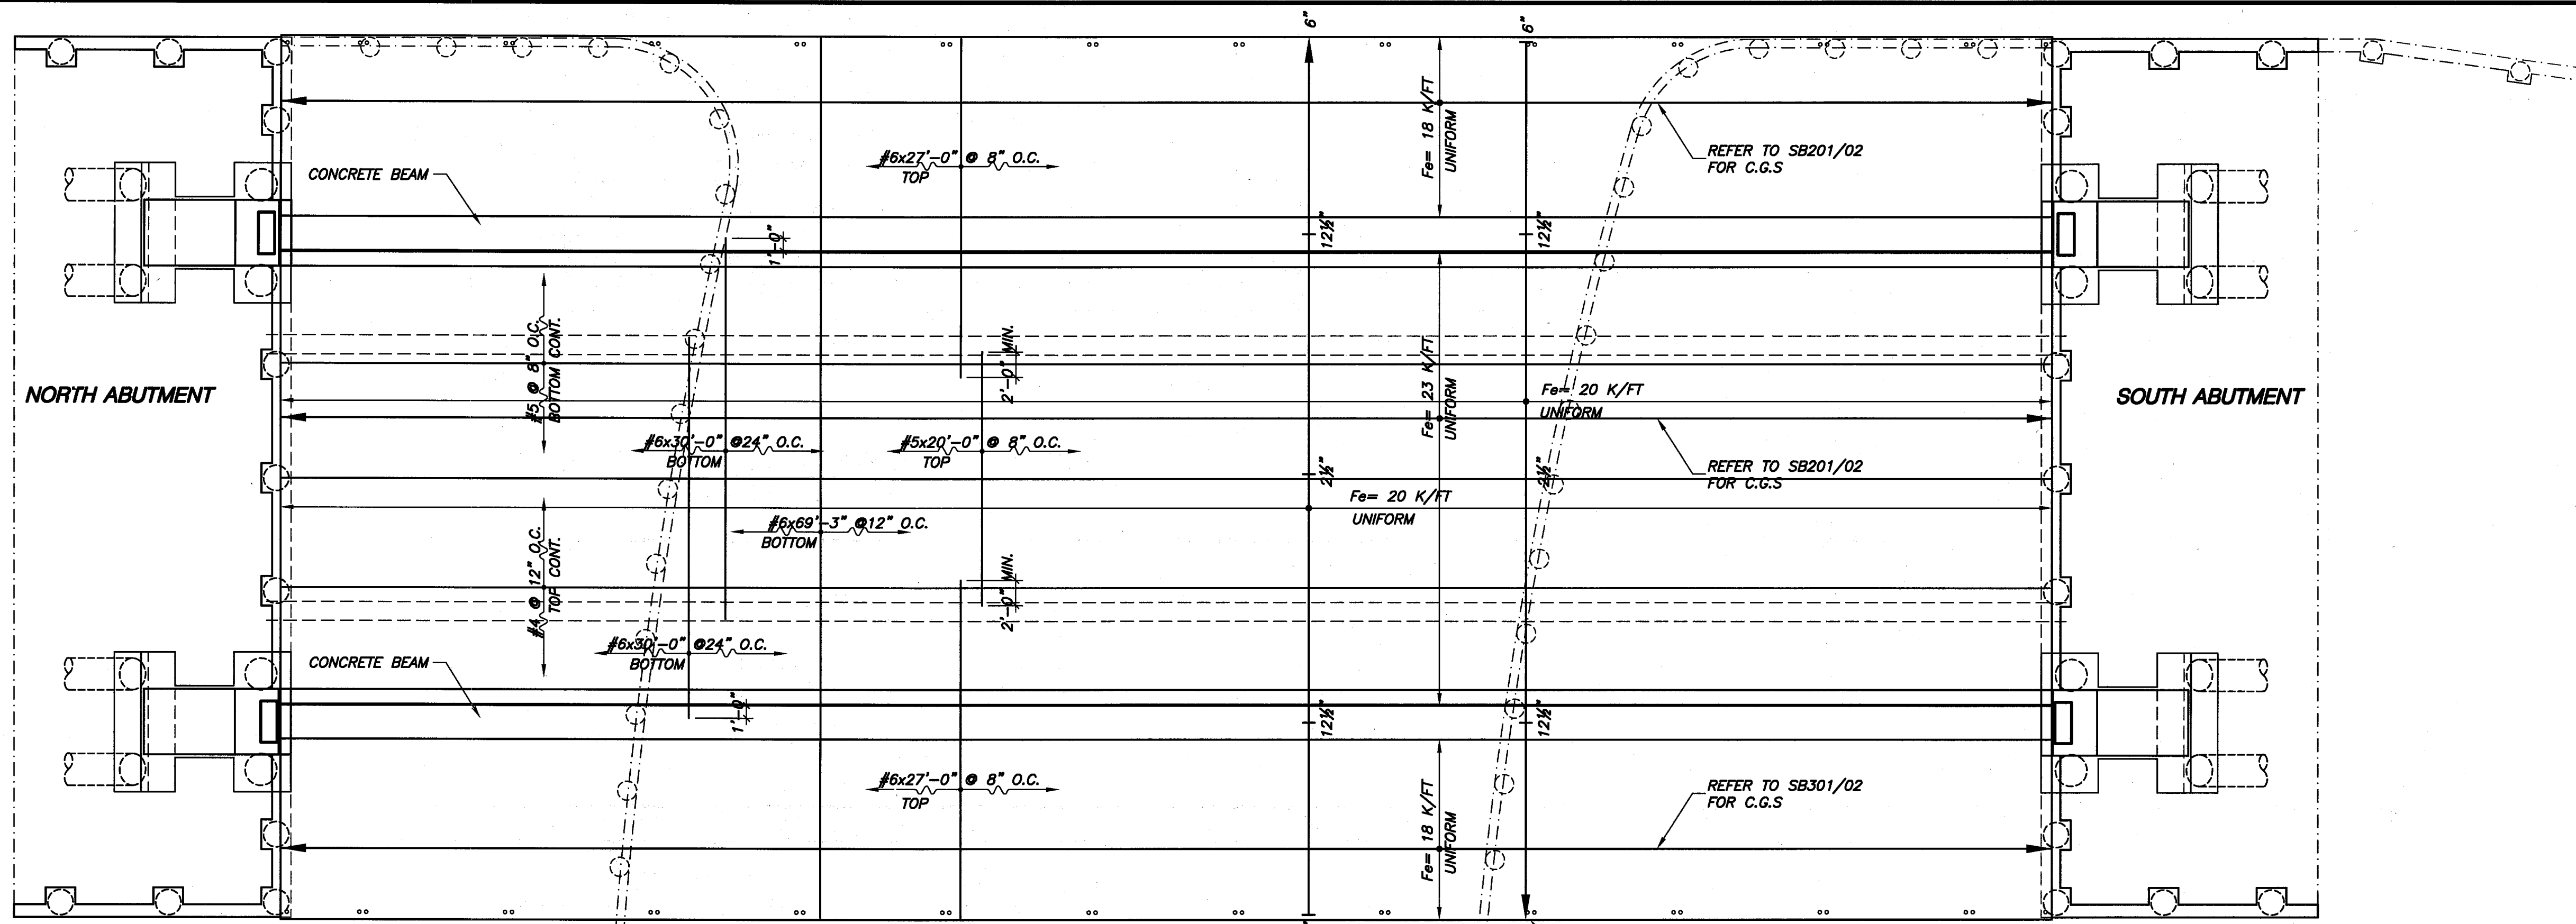 6"
6"
Fe= 18 K/FT
UNIFORM
#6x27'-0" @ 8" O.C.
TOP
REFER TO SB201/02
FOR C.G.S
CONCRETE BEAM
12½"
12½"
1'-0"
#5 @ 8" O.C.
BOTTOM CONT.
2'-0" MIN.
Fe= 23 K/FT
UNIFORM
NORTH ABUTMENT
Fe= 20 K/FT
UNIFORM
SOUTH ABUTMENT
#6x30'-0" @24" O.C.
BOTTOM
#5x20'-0" @ 8" O.C.
TOP
2½"
2½"
REFER TO SB201/02
FOR C.G.S
Fe= 20 K/FT
UNIFORM
#6x69'-3" @12" O.C.
BOTTOM
#4 @ 12" O.C.
TOP CONT.
2'-0" MIN.
#6x30'-0" @24" O.C.
BOTTOM
CONCRETE BEAM
1'-0"
12½"
12½"
#6x27'-0" @ 8" O.C.
TOP
Fe= 18 K/FT
UNIFORM
REFER TO SB301/02
FOR C.G.S